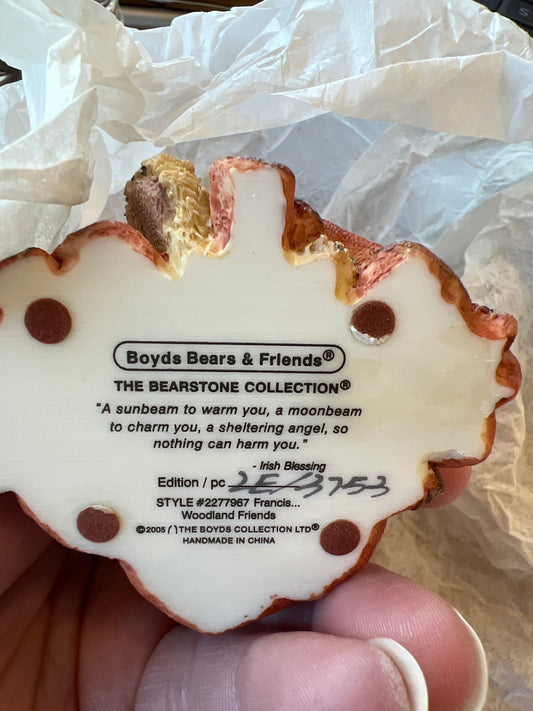 Boyds Bears & Friends®
THE BEARSTONE COLLECTION®
"A sunbeam to warm you, a moonbeam
to charm you, a sheltering angel, so
nothing can harm you."
- Irish Blessing
Edition / pc 2E/3753
STYLE #2277967 Francis...
Woodland Friends
©2005 THE BOYDS COLLECTION LTD®
HANDMADE IN CHINA